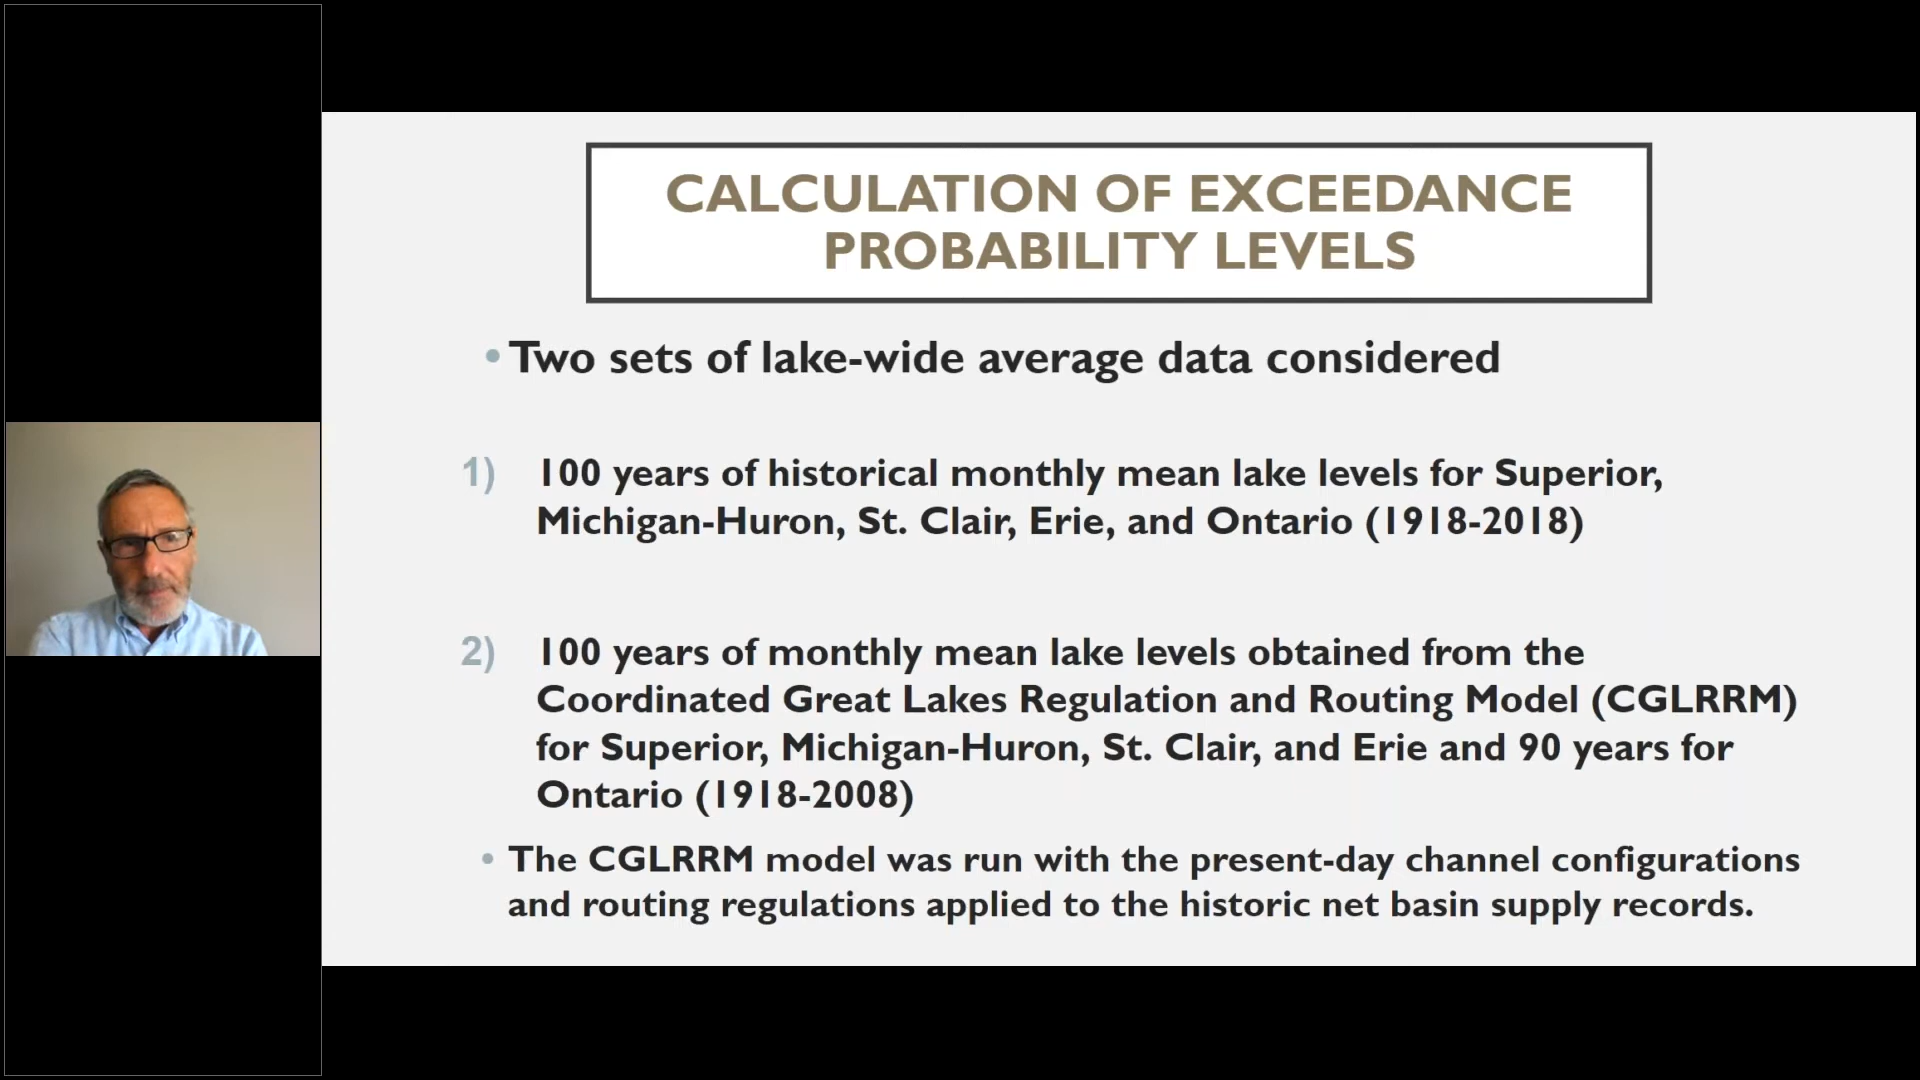 CALCULATION OF EXCEEDANCE
PROBABILITY LEVELS
• Two sets of lake-wide average data considered
1) 100 years of historical monthly mean lake levels for Superior,
Michigan-Huron, St. Clair, Erie, and Ontario (1918-2018)
2) 100 years of monthly mean lake levels obtained from the
Coordinated Great Lakes Regulation and Routing Model (CGLRRM)
for Superior, Michigan-Huron, St. Clair, and Erie and 90 years for
Ontario (1918-2008)
• The CGLRRM model was run with the present-day channel configurations
and routing regulations applied to the historic net basin supply records.